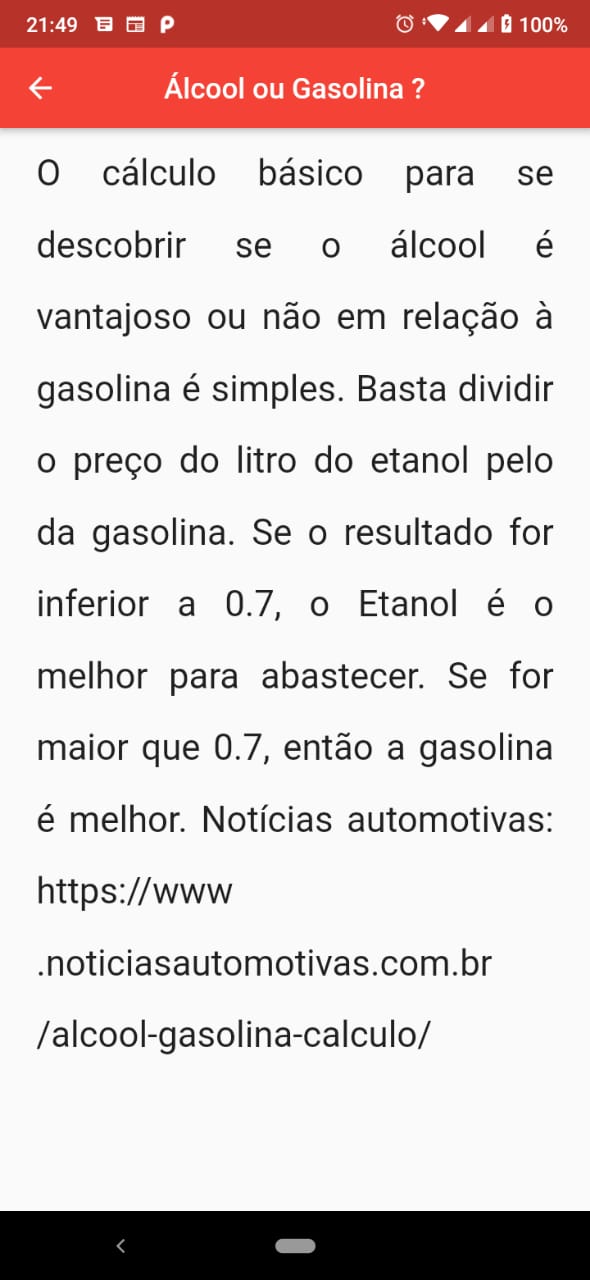 21:49
100%
Álcool ou Gasolina ?
O cálculo básico para se
descobrir se o álcool é
vantajoso ou não em relação à
gasolina é simples. Basta dividir
o preço do litro do etanol pelo
da gasolina. Se o resultado for
inferior a 0.7, o Etanol é o
melhor para abastecer. Se for
maior que 0.7, então a gasolina
é melhor. Notícias automotivas:
https://www
.noticiasautomotivas.com.br
/alcool-gasolina-calculo/